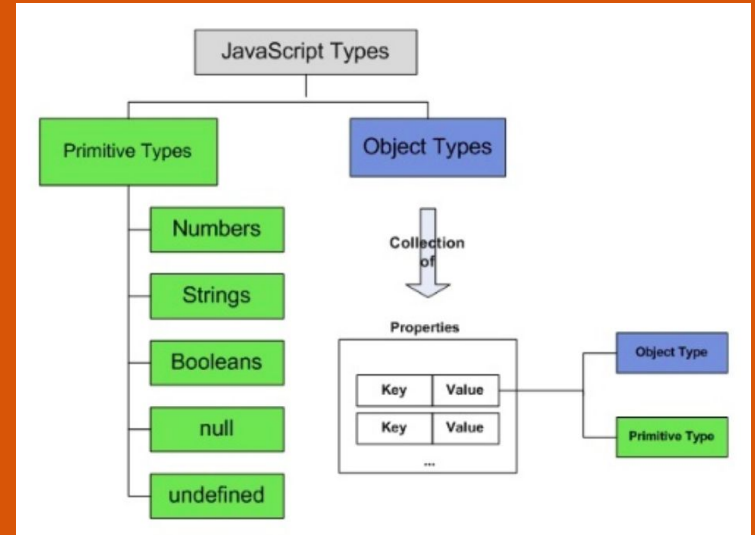 JavaScript Types
Primitive Types
Object Types
Numbers
Strings
Booleans
null
undefined
Collection
of
Properties
Key Value
Key Value
...
Object Type
Primitive Type